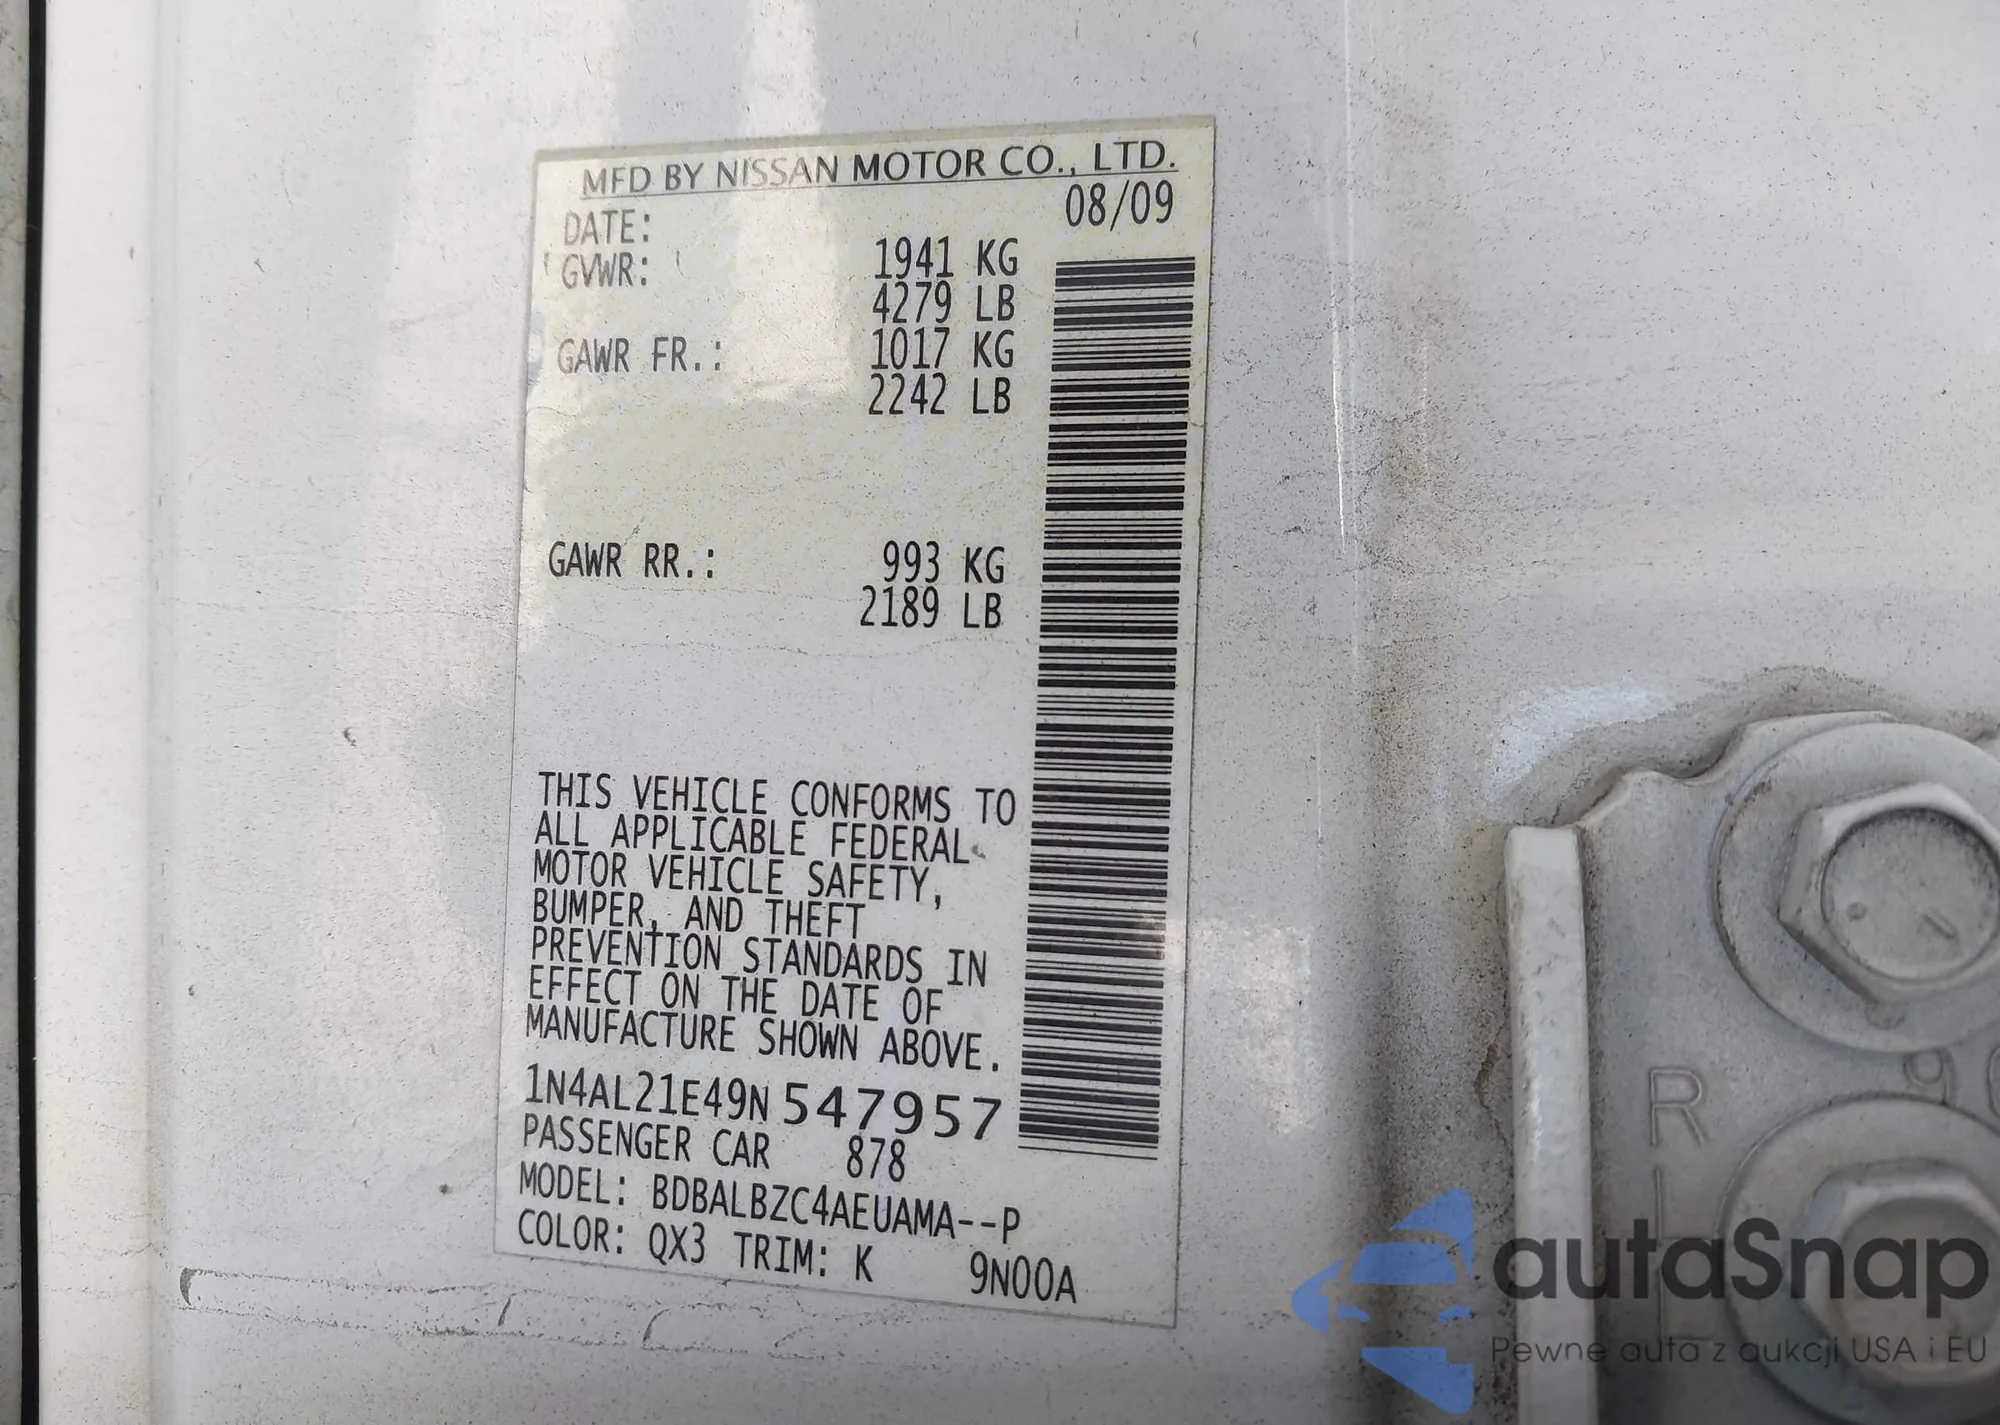 MFD BY NISSAN MOTOR CO., LTD.
DATE: 08/09
GVWR: 1941 KG
4279 LB
GAWR FR.: 1017 KG
2242 LB
GAWR RR.: 993 KG
2189 LB
THIS VEHICLE CONFORMS TO
ALL APPLICABLE FEDERAL
MOTOR VEHICLE SAFETY,
BUMPER, AND THEFT
PREVENTION STANDARDS IN
EFFECT ON THE DATE OF
MANUFACTURE SHOWN ABOVE.
1N4AL21E49N547957
PASSENGER CAR 878
MODEL: BDBALBZC4AEUAMA--P
COLOR: QX3 TRIM: K 9N00A
autaSnap
Pewne auta z aukcji USA i EU